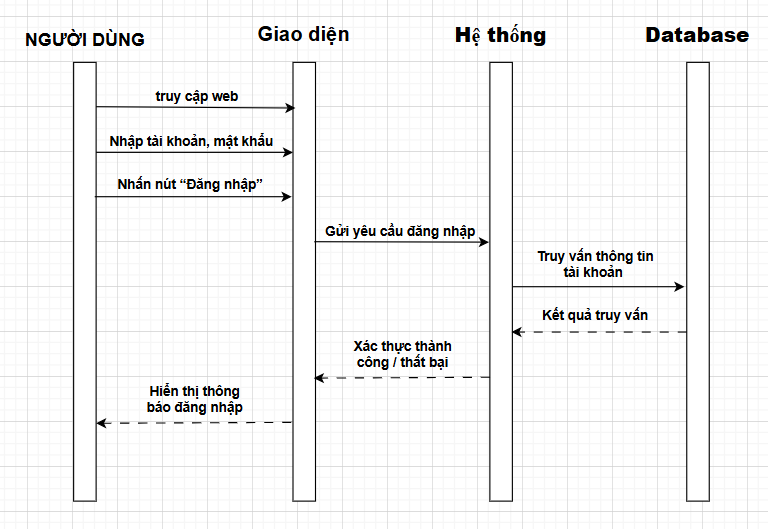 NGƯỜI DÙNG
Giao diện
Hệ thống
Database
truy cập web
Nhập tài khoản, mật khẩu
Nhấn nút “Đăng nhập”
Gửi yêu cầu đăng nhập
Truy vấn thông tin
tài khoản
Kết quả truy vấn
Xác thực thành
công / thất bại
Hiển thị thông
báo đăng nhập